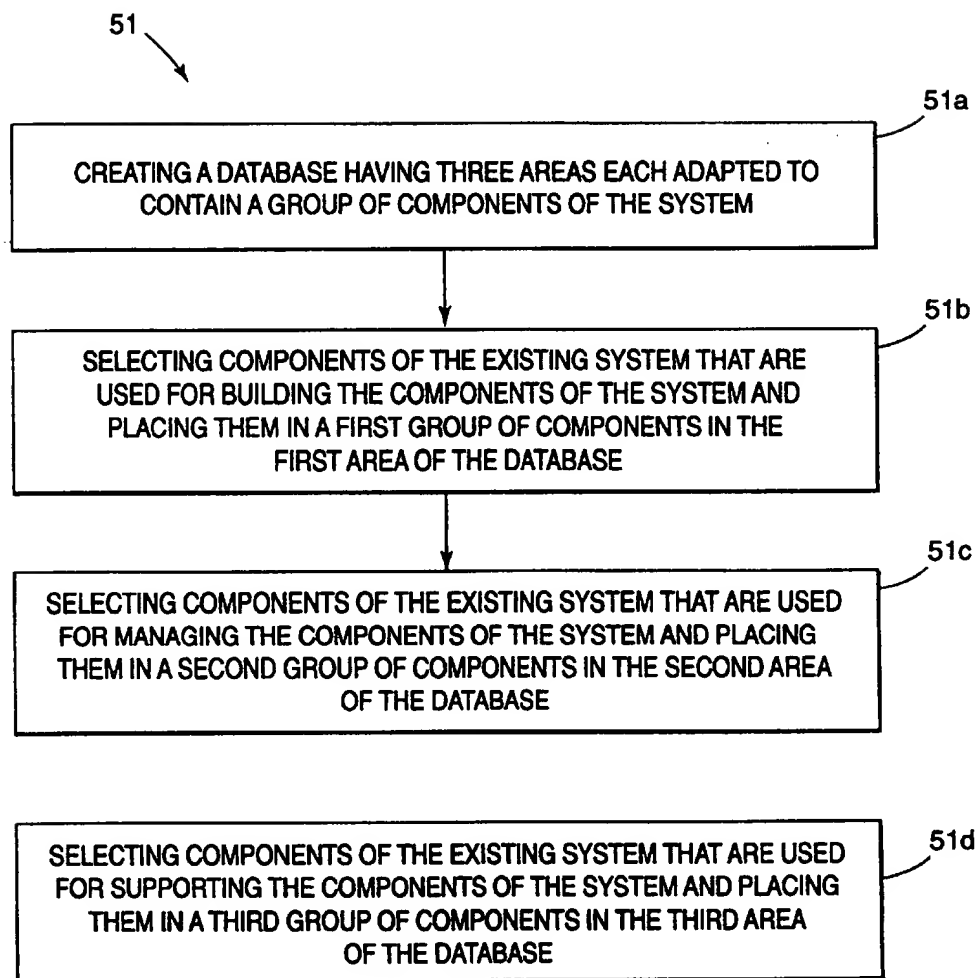 51
51a
CREATING A DATABASE HAVING THREE AREAS EACH ADAPTED TO
CONTAIN A GROUP OF COMPONENTS OF THE SYSTEM
51b
SELECTING COMPONENTS OF THE EXISTING SYSTEM THAT ARE
USED FOR BUILDING THE COMPONENTS OF THE SYSTEM AND
PLACING THEM IN A FIRST GROUP OF COMPONENTS IN THE
FIRST AREA OF THE DATABASE
51c
SELECTING COMPONENTS OF THE EXISTING SYSTEM THAT ARE USED
FOR MANAGING THE COMPONENTS OF THE SYSTEM AND PLACING
THEM IN A SECOND GROUP OF COMPONENTS IN THE SECOND AREA
OF THE DATABASE
51d
SELECTING COMPONENTS OF THE EXISTING SYSTEM THAT ARE USED
FOR SUPPORTING THE COMPONENTS OF THE SYSTEM AND PLACING
THEM IN A THIRD GROUP OF COMPONENTS IN THE THIRD AREA
OF THE DATABASE